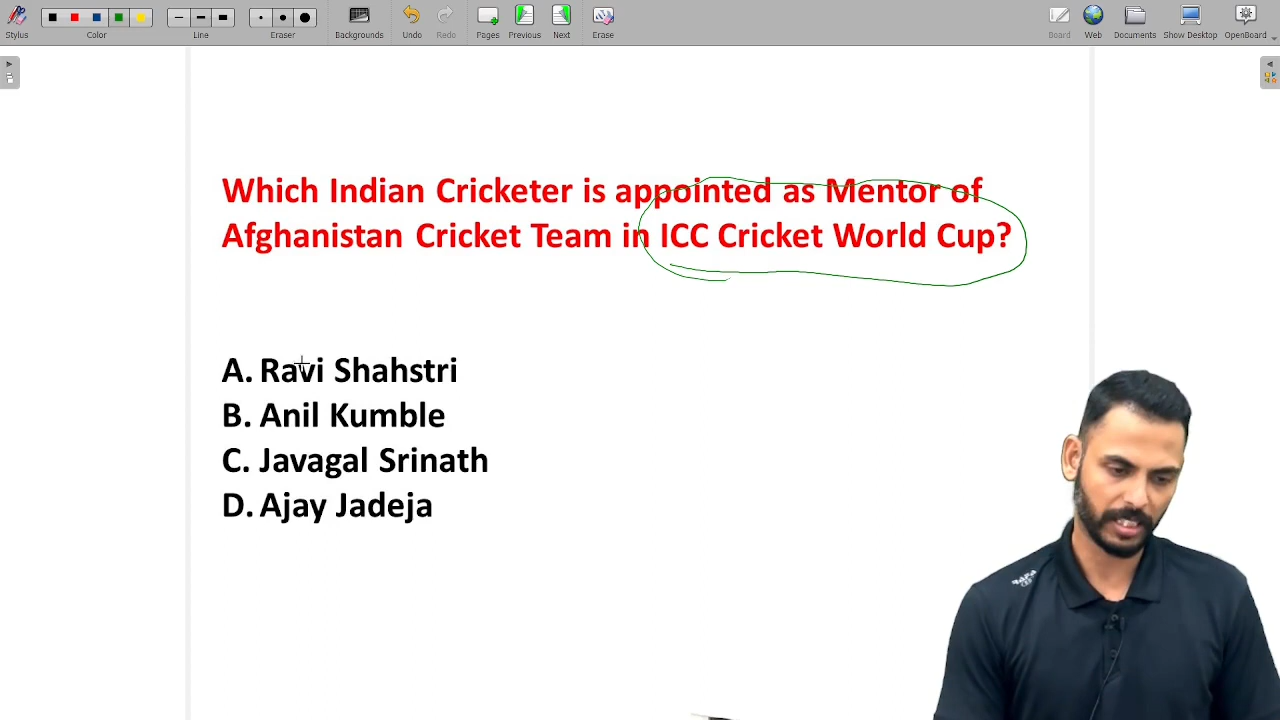 Stylus
Color
Line
Eraser
Backgrounds
Undo
Redo
Pages
Previous
Next
Erase
Board
Web
Documents
Show Desktop
OpenBoard
Which Indian Cricketer is appointed as Mentor of
Afghanistan Cricket Team in ICC Cricket World Cup?
A. Ravi Shahstri
B. Anil Kumble
C. Javagal Srinath
D. Ajay Jadeja